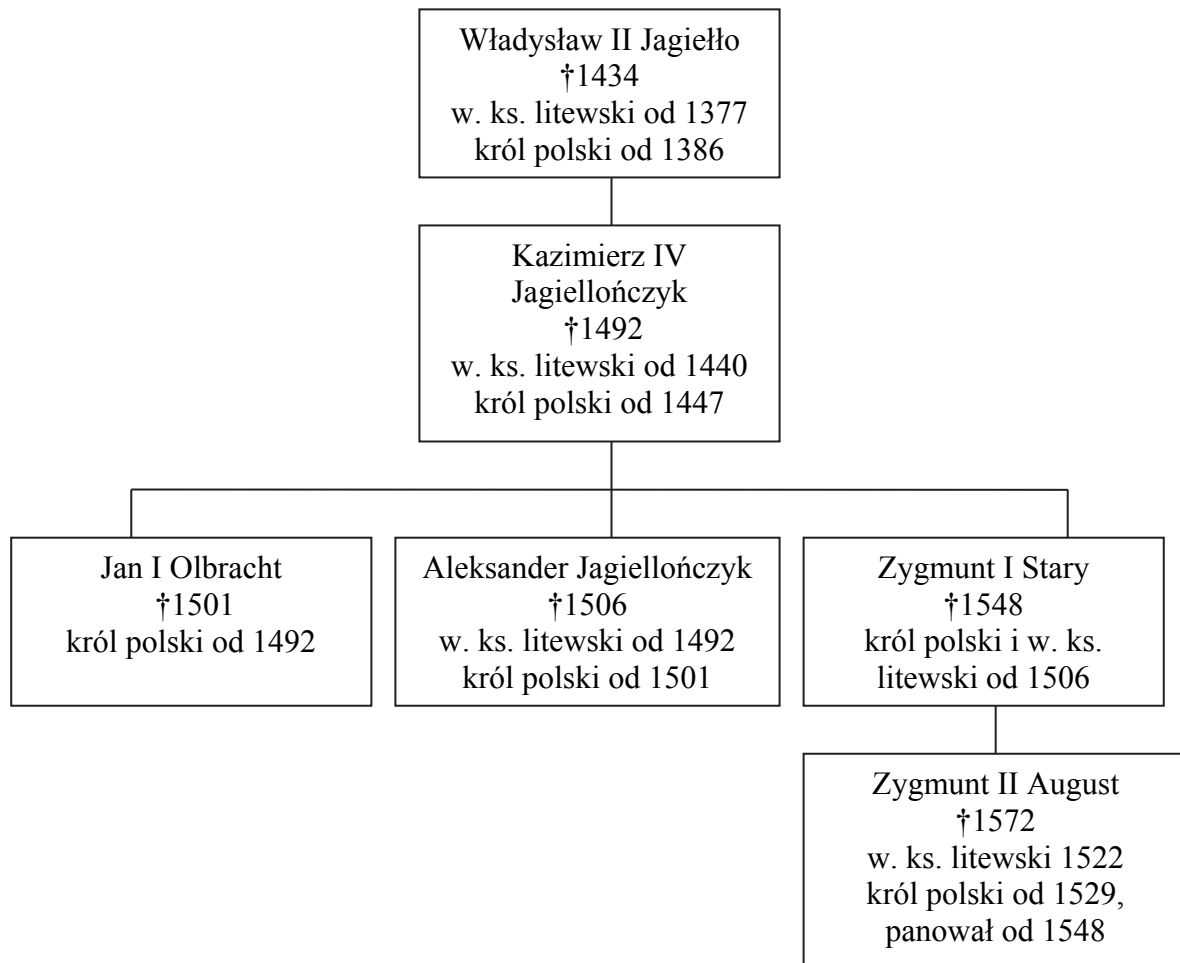 Władysław II Jagiełło
†1434
w. ks. litewski od 1377
król polski od 1386
Kazimierz IV
Jagiellończyk
†1492
w. ks. litewski od 1440
król polski od 1447
Jan I Olbracht
†1501
król polski od 1492
Aleksander Jagiellończyk
†1506
w. ks. litewski od 1492
król polski od 1501
Zygmunt I Stary
†1548
król polski i w. ks.
litewski od 1506
Zygmunt II August
†1572
w. ks. litewski 1522
król polski od 1529,
panował od 1548